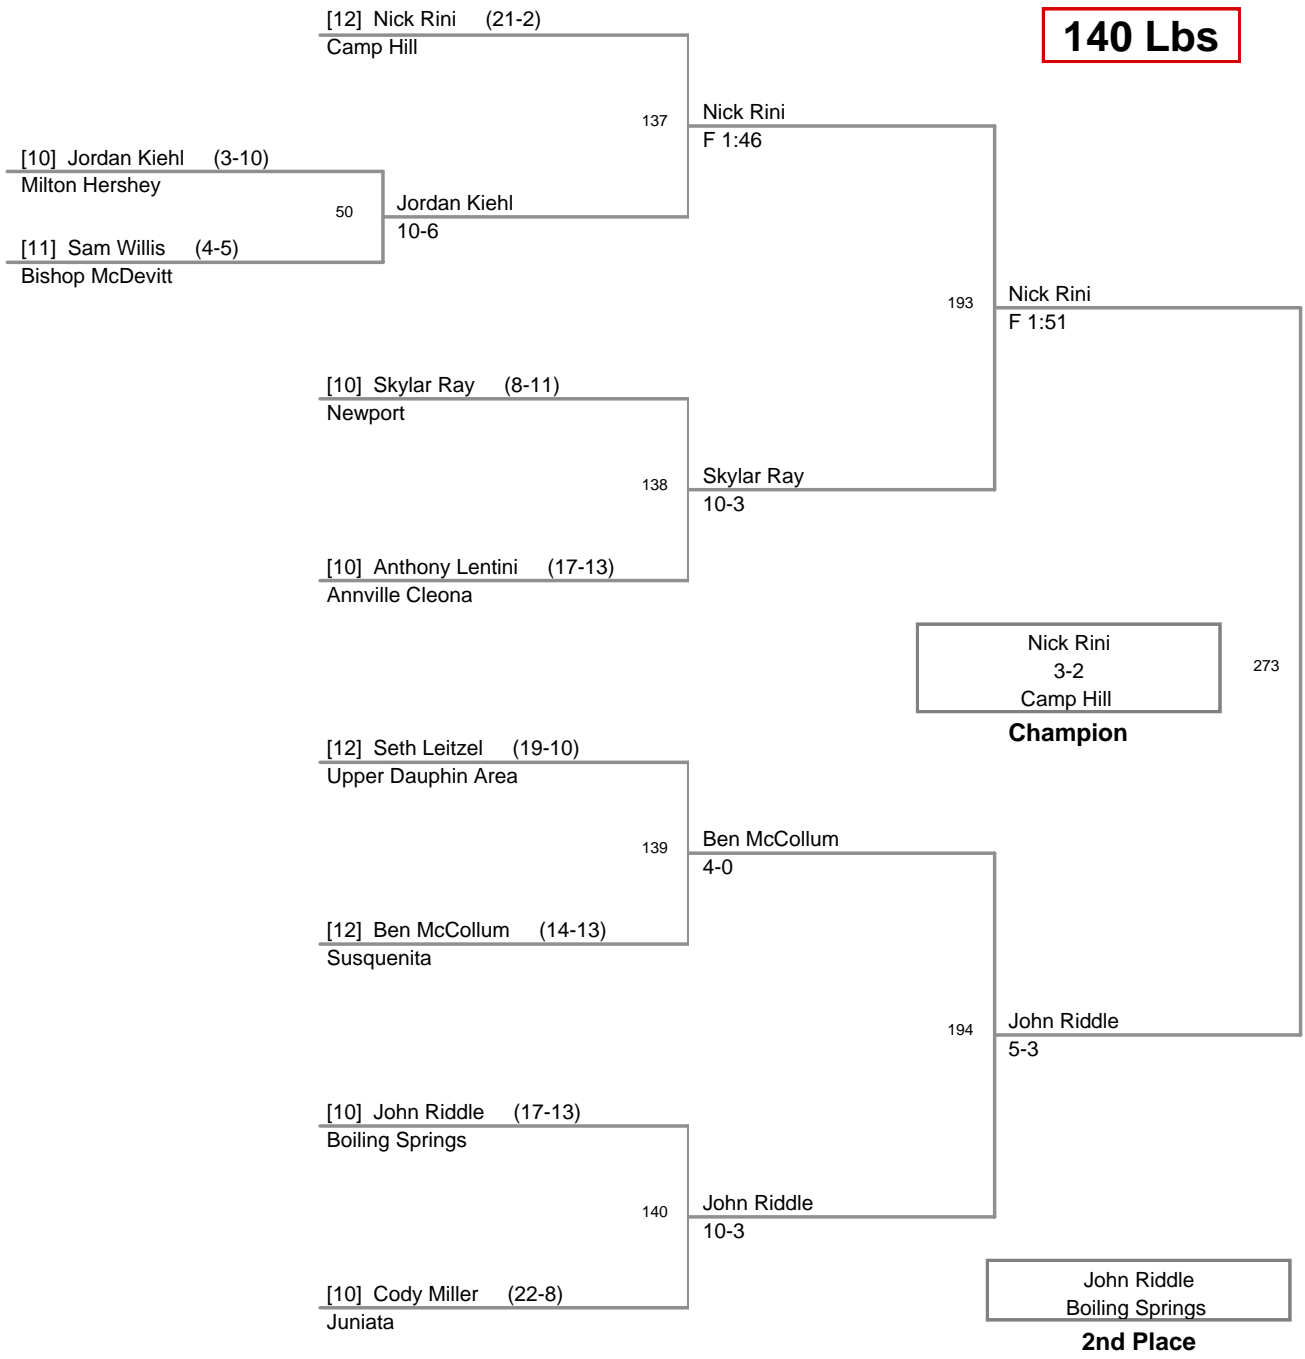 [12] Nick Rini (21-2)
Camp Hill
140 Lbs
137
Nick Rini
F 1:46
[10] Jordan Kiehl (3-10)
Milton Hershey
50
Jordan Kiehl
10-6
[11] Sam Willis (4-5)
Bishop McDevitt
193
Nick Rini
F 1:51
[10] Skylar Ray (8-11)
Newport
138
Skylar Ray
10-3
[10] Anthony Lentini (17-13)
Annville Cleona
Nick Rini
3-2
Camp Hill
Champion
273
[12] Seth Leitzel (19-10)
Upper Dauphin Area
139
Ben McCollum
4-0
[12] Ben McCollum (14-13)
Susquenita
194
John Riddle
5-3
[10] John Riddle (17-13)
Boiling Springs
140
John Riddle
10-3
[10] Cody Miller (22-8)
Juniata
John Riddle
Boiling Springs
2nd Place